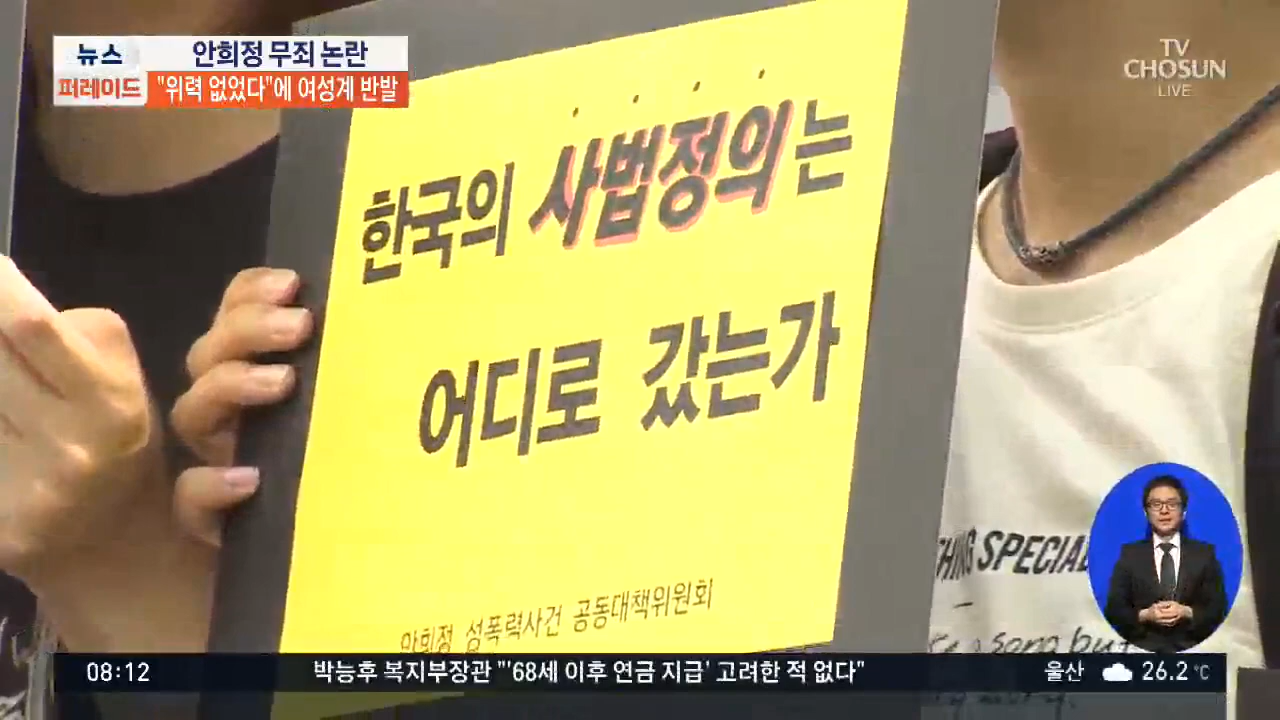 뉴스
퍼레이드
안희정 무죄 논란
"위력 없었다"에 여성계 반발
TV
CHOSUN
LIVE
한국의 사법정의는
어디로 갔는가
안희정 성폭력사건 공동대책위원회
SPECIAL
song but
08:12
박능후 복지부장관 "'68세 이후 연금 지급' 고려한 적 없다"
울산
26.2℃